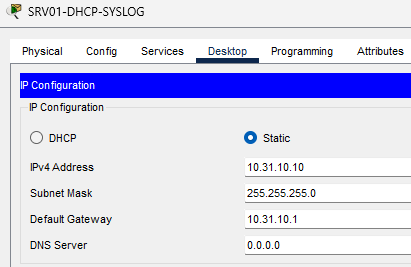 SRV01-DHCP-SYSLOG
Physical Config Services Desktop Programming Attributes
IP Configuration
IP Configuration
DHCP Static
IPv4 Address 10.31.10.10
Subnet Mask 255.255.255.0
Default Gateway 10.31.10.1
DNS Server 0.0.0.0